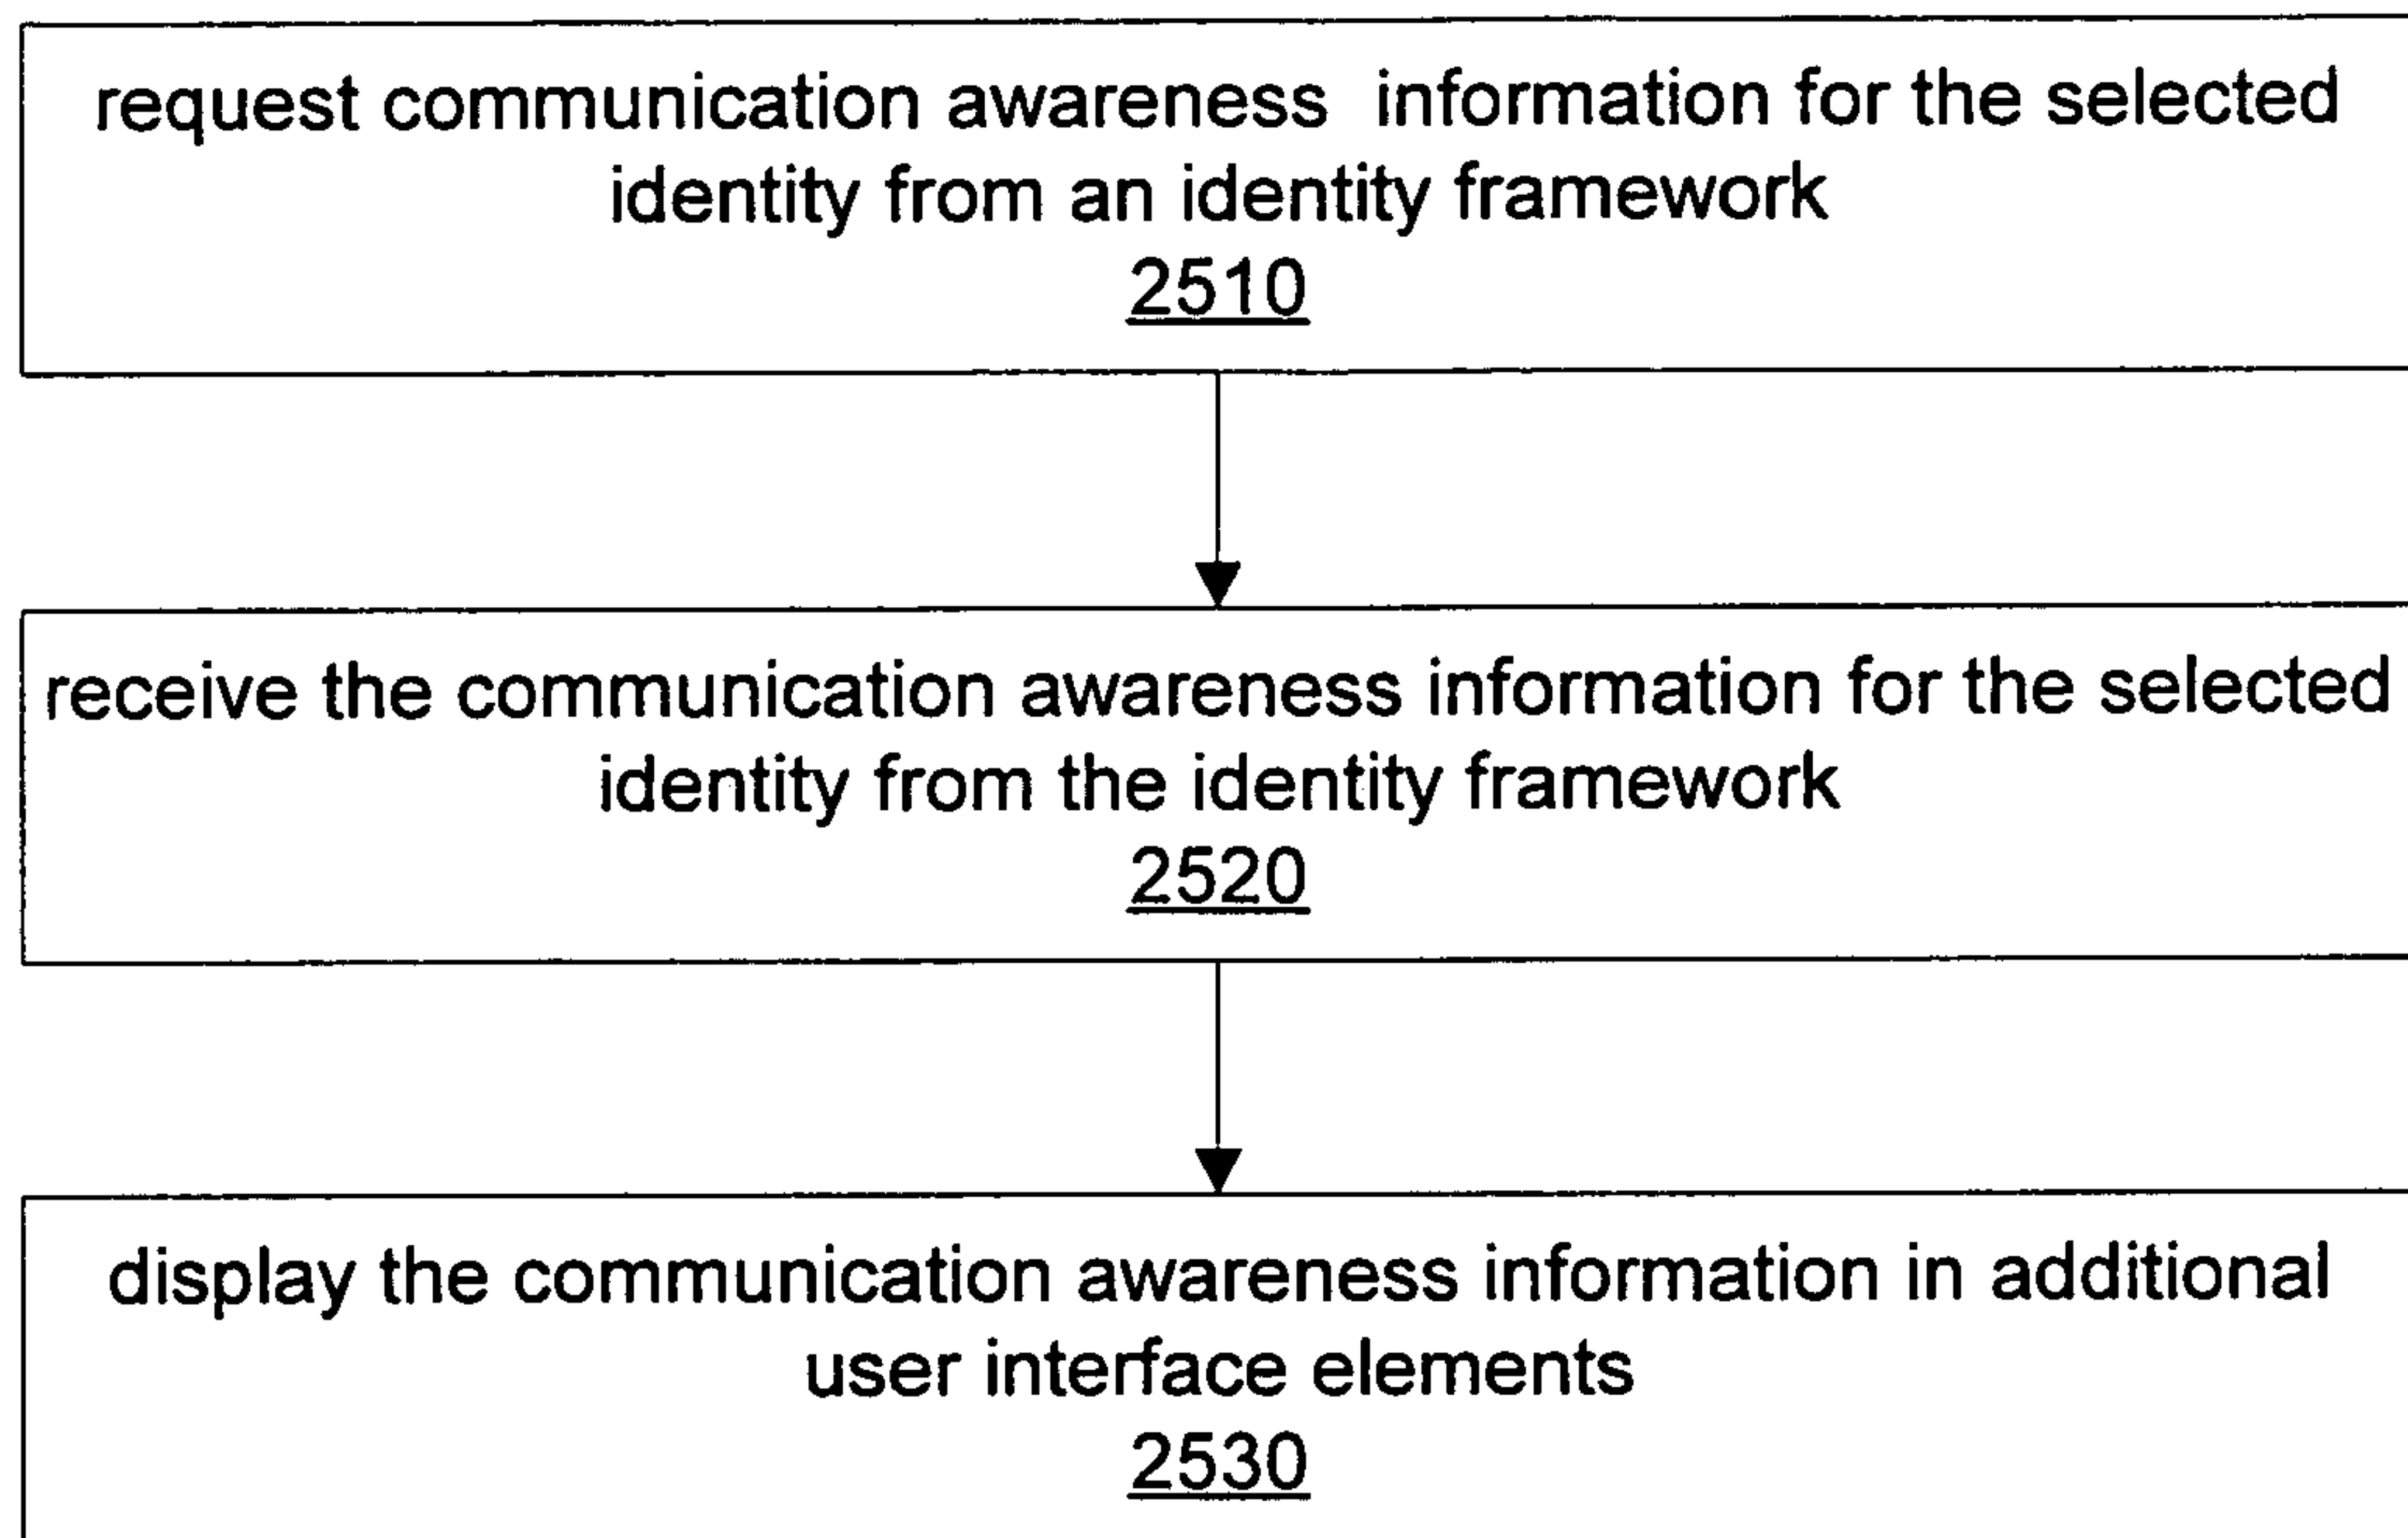 request communication awareness information for the selected
identity from an identity framework
2510
receive the communication awareness information for the selected
identity from the identity framework
2520
display the communication awareness information in additional
user interface elements
2530